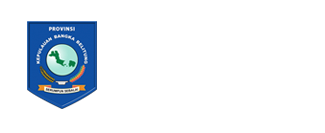 PROVINSI
KEPULAUAN BANGKA BELITUNG
SERUMPUN SEBALAI